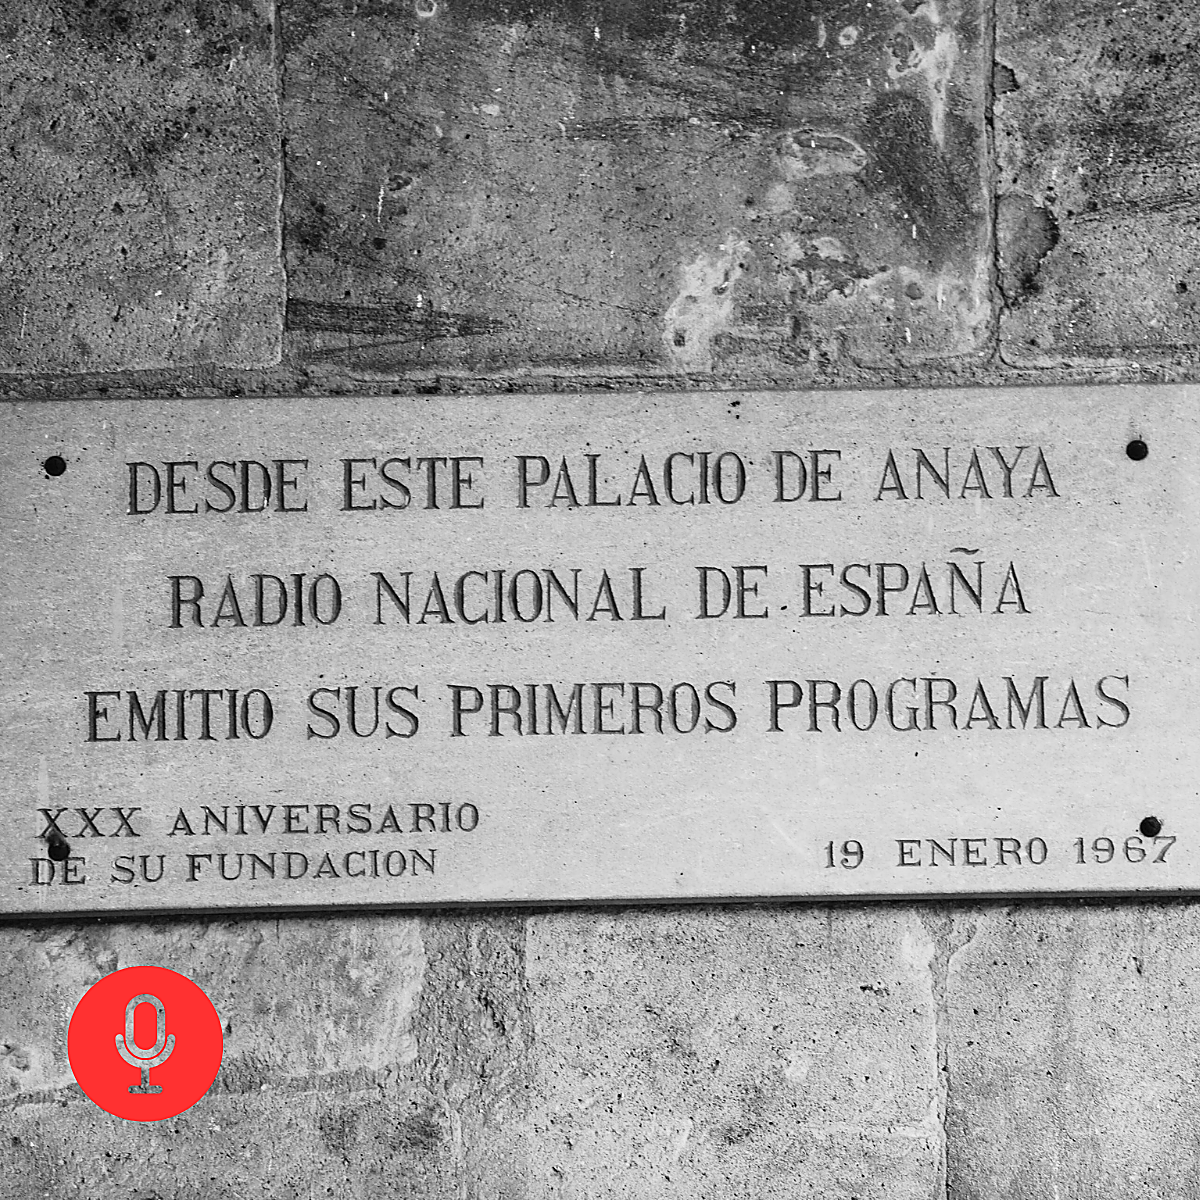 DESDE ESTE PALACIO DE ANAYA
RADIO NACIONAL DE ESPAÑA
EMITIO SUS PRIMEROS PROGRAMAS
XXX ANIVERSARIO
DE SU FUNDACION
19 ENERO 1967